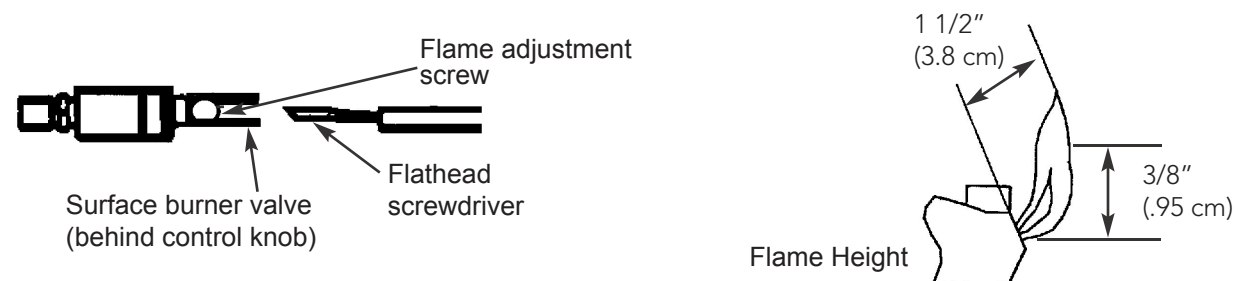 Flame adjustment
screw
Surface burner valve
(behind control knob)
Flathead
screwdriver
1 1/2"
(3.8 cm)
3/8"
(.95 cm)
Flame Height